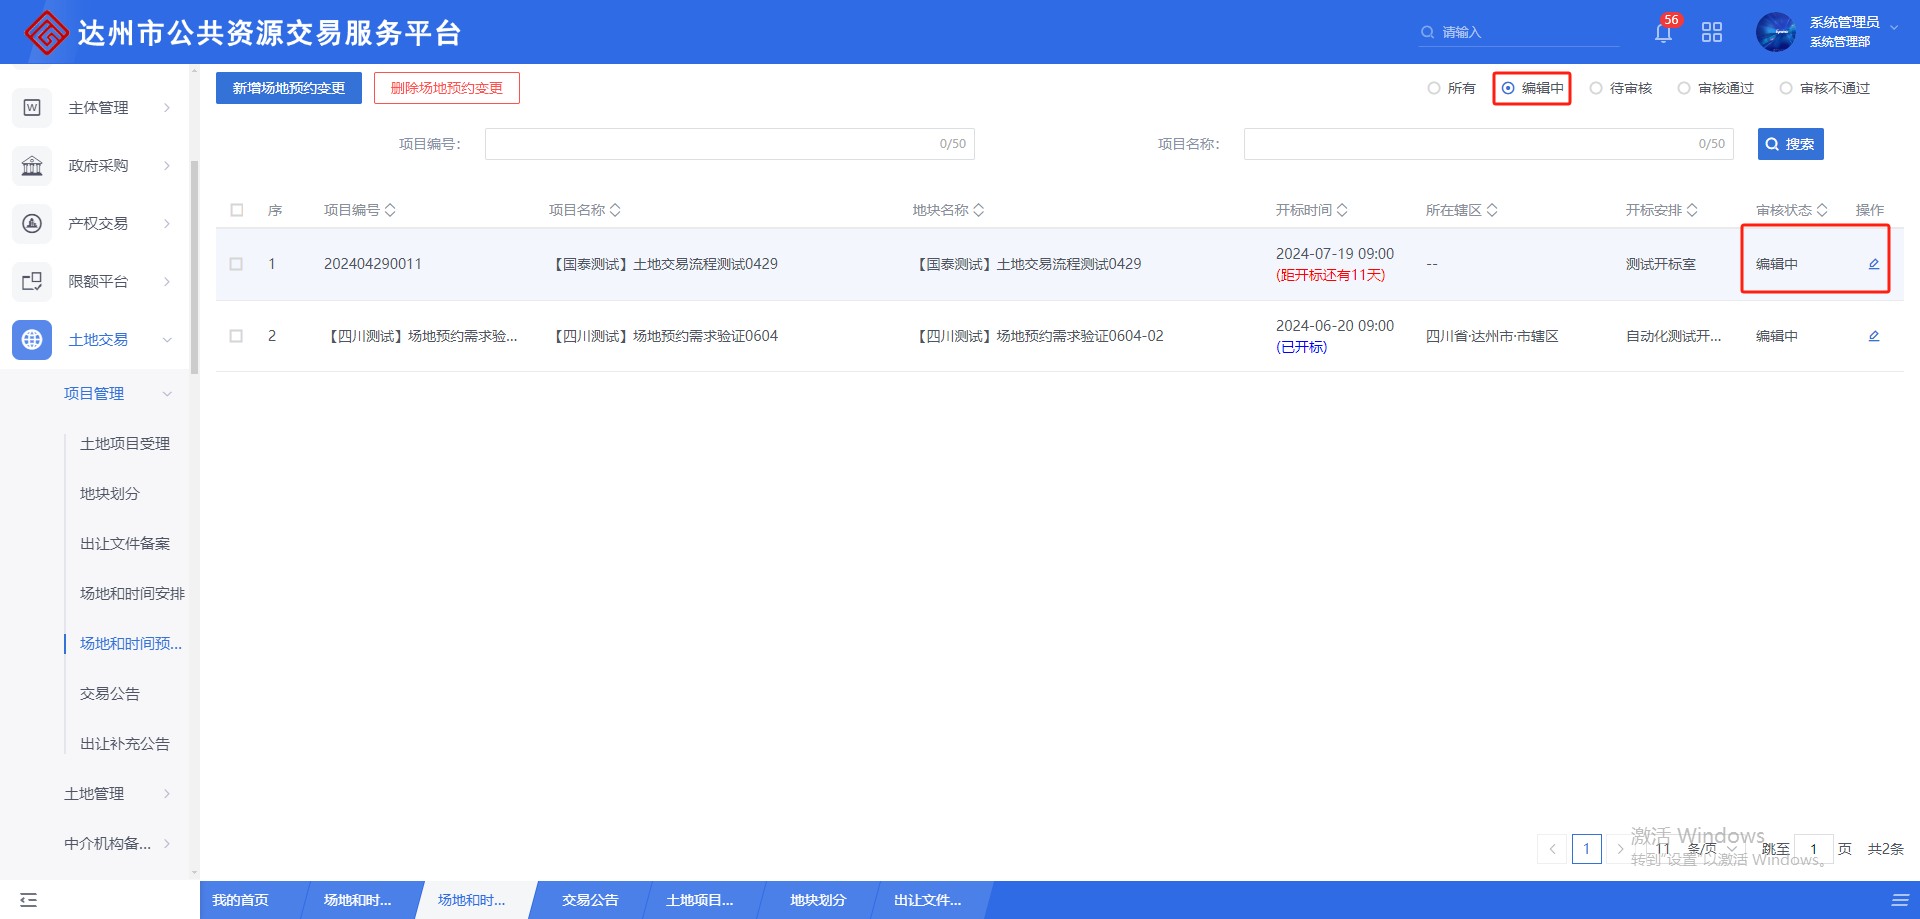 达州市公共资源交易服务平台
请输入
56
系统管理员
系统管理部
主体管理
政府采购
产权交易
限额平台
土地交易
项目管理
土地项目受理
地块划分
出让文件备案
场地和时间安排
场地和时间预...
交易公告
出让补充公告
土地管理
中介机构备...
新增场地预约变更 删除场地预约变更
所有 编辑中 待审核 审核通过 审核不通过
项目编号： 0/50 项目名称： 0/50 搜索
序 项目编号 项目名称 地块名称 开标时间 所在辖区 开标安排 审核状态 操作
1 202404290011 【国泰测试】土地交易流程测试0429 【国泰测试】土地交易流程测试0429 2024-07-19 09:00 -- 测试开标室 编辑中
(距开标还有11天)
2 【四川测试】场地预约需求验... 【四川测试】场地预约需求验证0604 【四川测试】场地预约需求验证0604-02 2024-06-20 09:00 四川省·达州市·市辖区 自动化测试开... 编辑中
(已开标)
1 11 条/页 跳至 1 页 共2条
激活 Windows
转到"设置"以激活 Windows。
我的首页 场地和时... 场地和时... 交易公告 土地项目... 地块划分 出让文件...